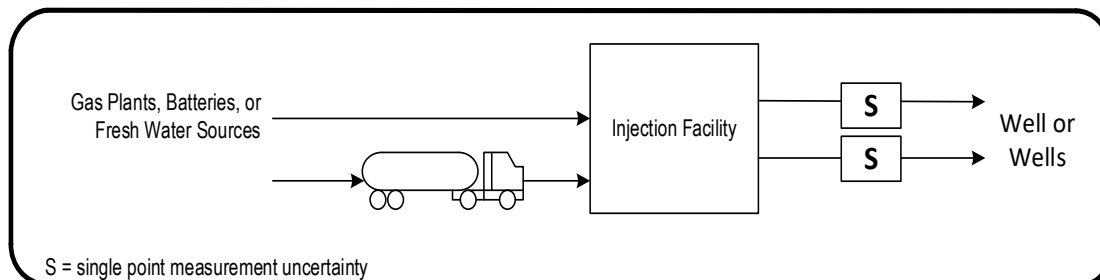 Gas Plants, Batteries, or
Fresh Water Sources
Injection Facility
S
S
Well or
Wells
S = single point measurement uncertainty